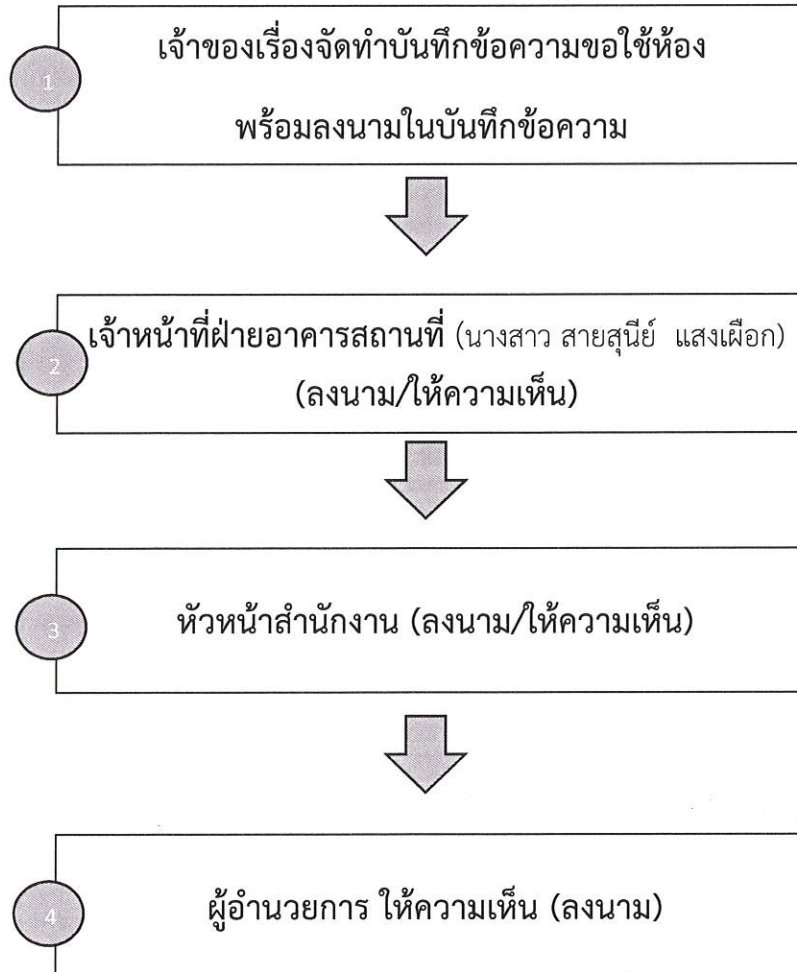 1
เจ้าของเรื่องจัดทำบันทึกข้อความขอใช้ห้อง
พร้อมลงนามในบันทึกข้อความ
2
เจ้าหน้าที่ฝ่ายอาคารสถานที่ (นางสาว สายสุนีย์ แสงเผือก)
(ลงนาม/ให้ความเห็น)
3
หัวหน้าสำนักงาน (ลงนาม/ให้ความเห็น)
4
ผู้อำนวยการ ให้ความเห็น (ลงนาม)